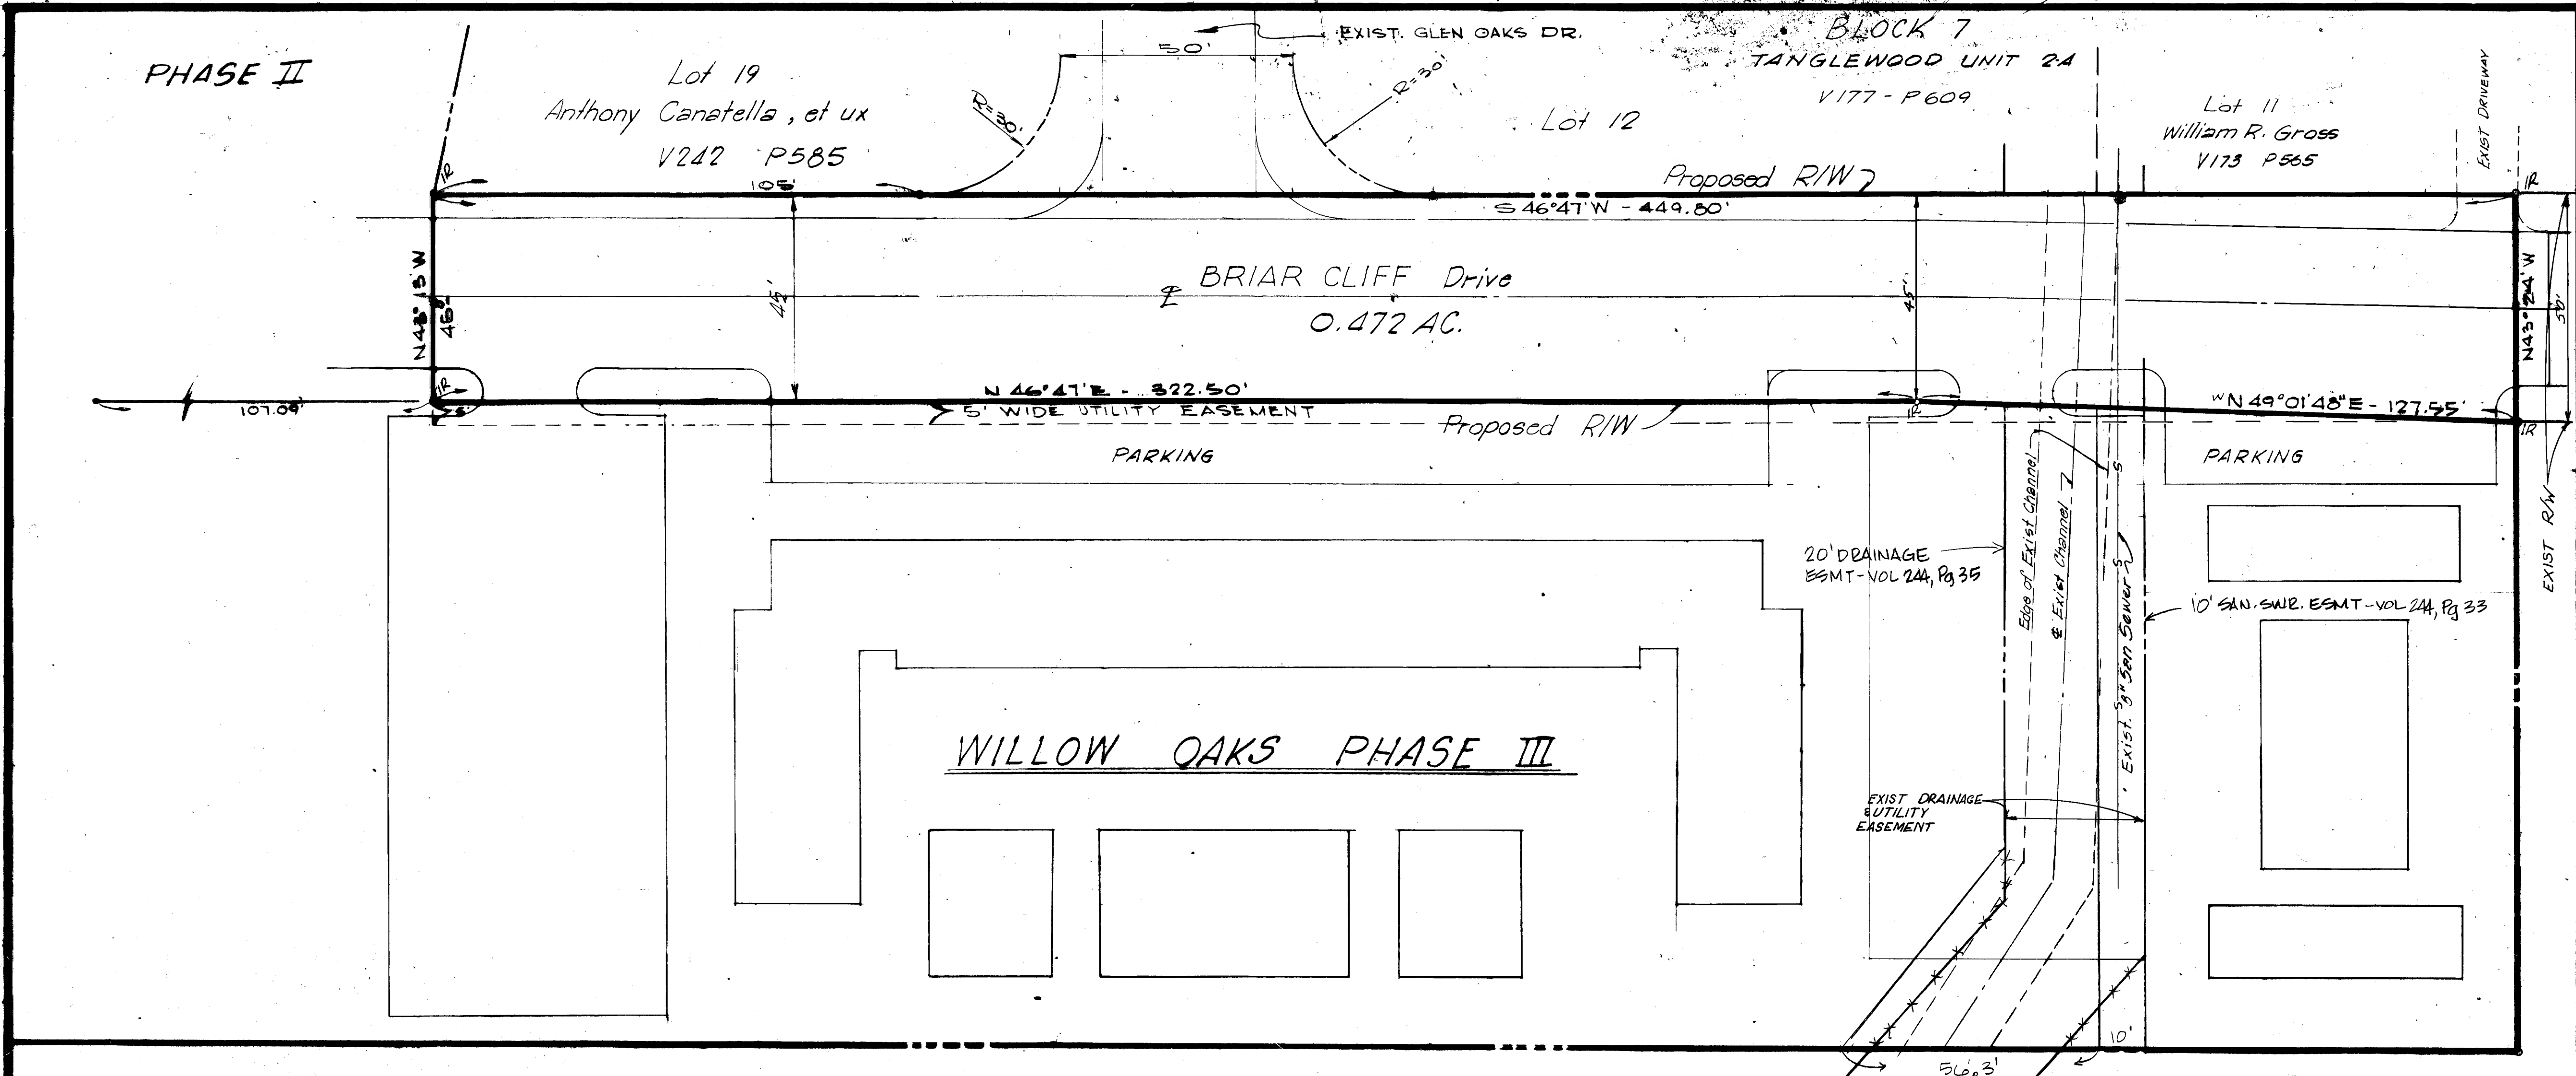 PHASE II
Lot 19
Anthony Canatella, et ux
V242 P585
50'
EXIST. GLEN OAKS DR.
R=30'
R=30'
Lot 12
BLOCK 7
TANGLEWOOD UNIT 2-A
V177 - P609
Lot 11
William R. Gross
V173 P565
EXIST DRIVEWAY
IR
105'
Proposed R/W
IR
S 46°47'W - 449.80'
45'
BRIAR CLIFF Drive
0.472 AC.
45'
N43°24'W
50'
45'
IR
107.09'
5'
N 46°47'E - 322.50'
5' WIDE UTILITY EASEMENT
Proposed R/W
IR
N 49°01'48"E - 127.55'
IR
PARKING
PARKING
EXIST R/W
20' DRAINAGE
ESMT-VOL 244, Pg 35
Edge of Exist Channel
℄ Exist Channel
S
S
S
Exist. 8" San Sewer
10' SAN. SWR. ESMT-VOL 244, Pg 33
WILLOW OAKS PHASE III
EXIST DRAINAGE
& UTILITY
EASEMENT
10'
56.3'